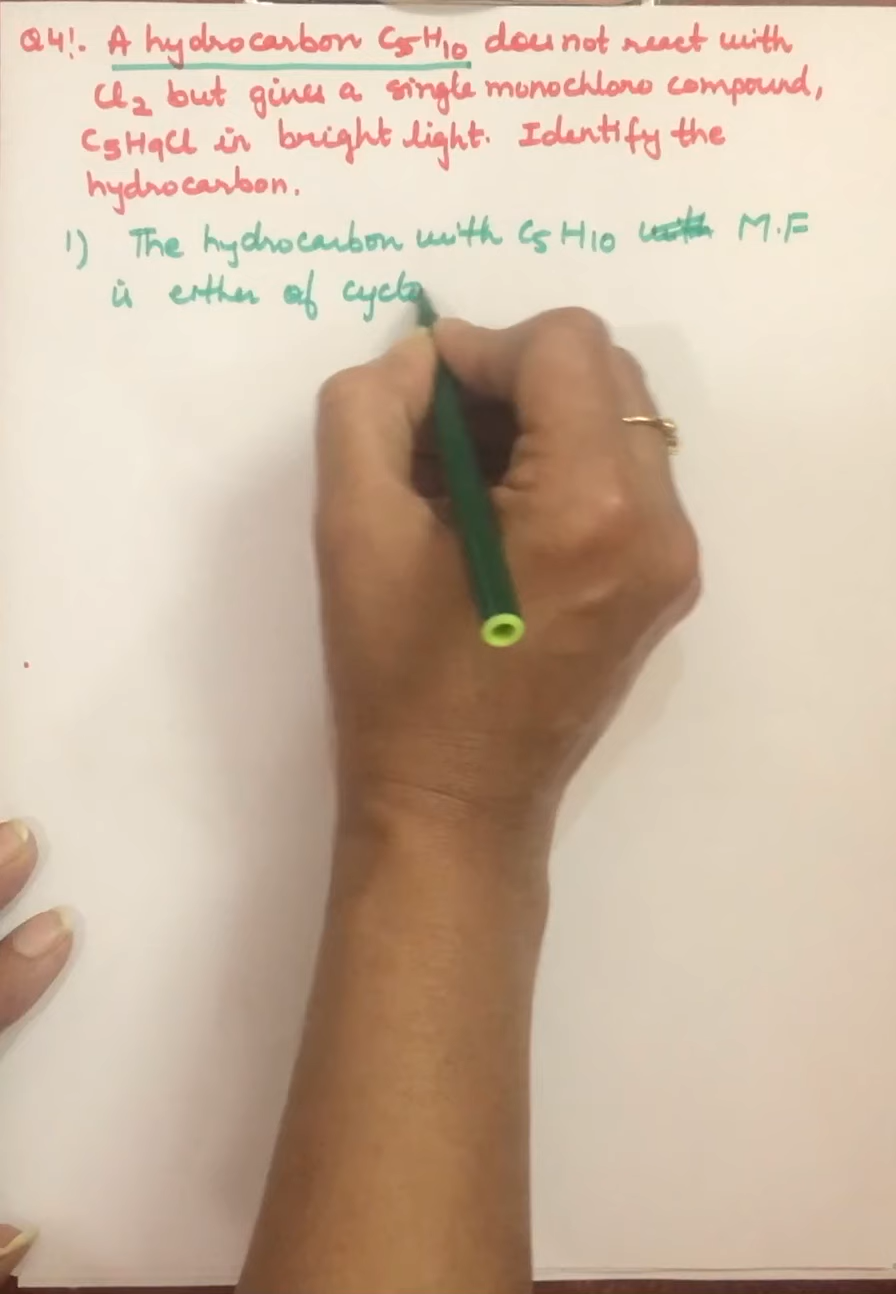 Q4!. A hydrocarbon C5H10 does not react with
Cl2 but gives a single monochloro compound,
C5H9Cl in bright light. Identify the
hydrocarbon.
1) The hydrocarbon with C5H10 M.F
is either of cyclo